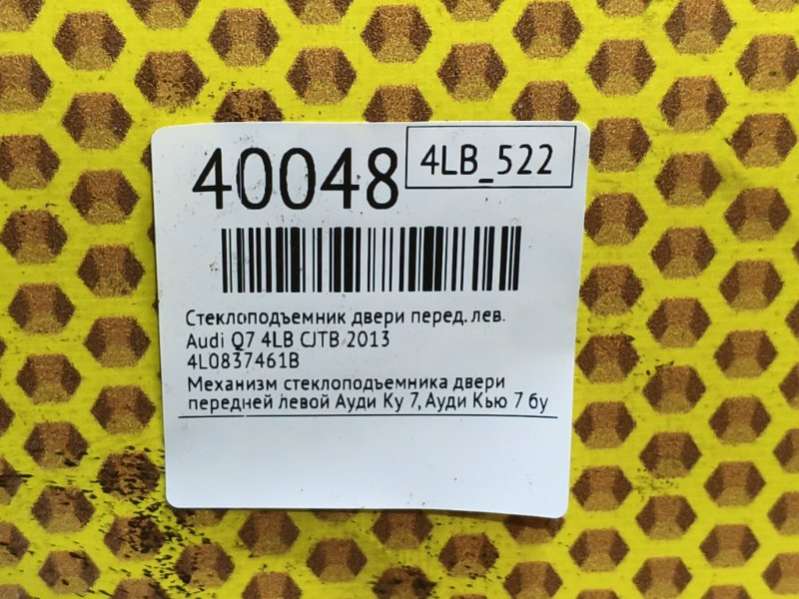 40048
4LB_522
Стеклоподъемник двери перед. лев.
Audi Q7 4LB CJTB 2013
4L0837461B
Механизм стеклоподъемника двери
передней левой Ауди Ку 7, Ауди Кью 7 бу